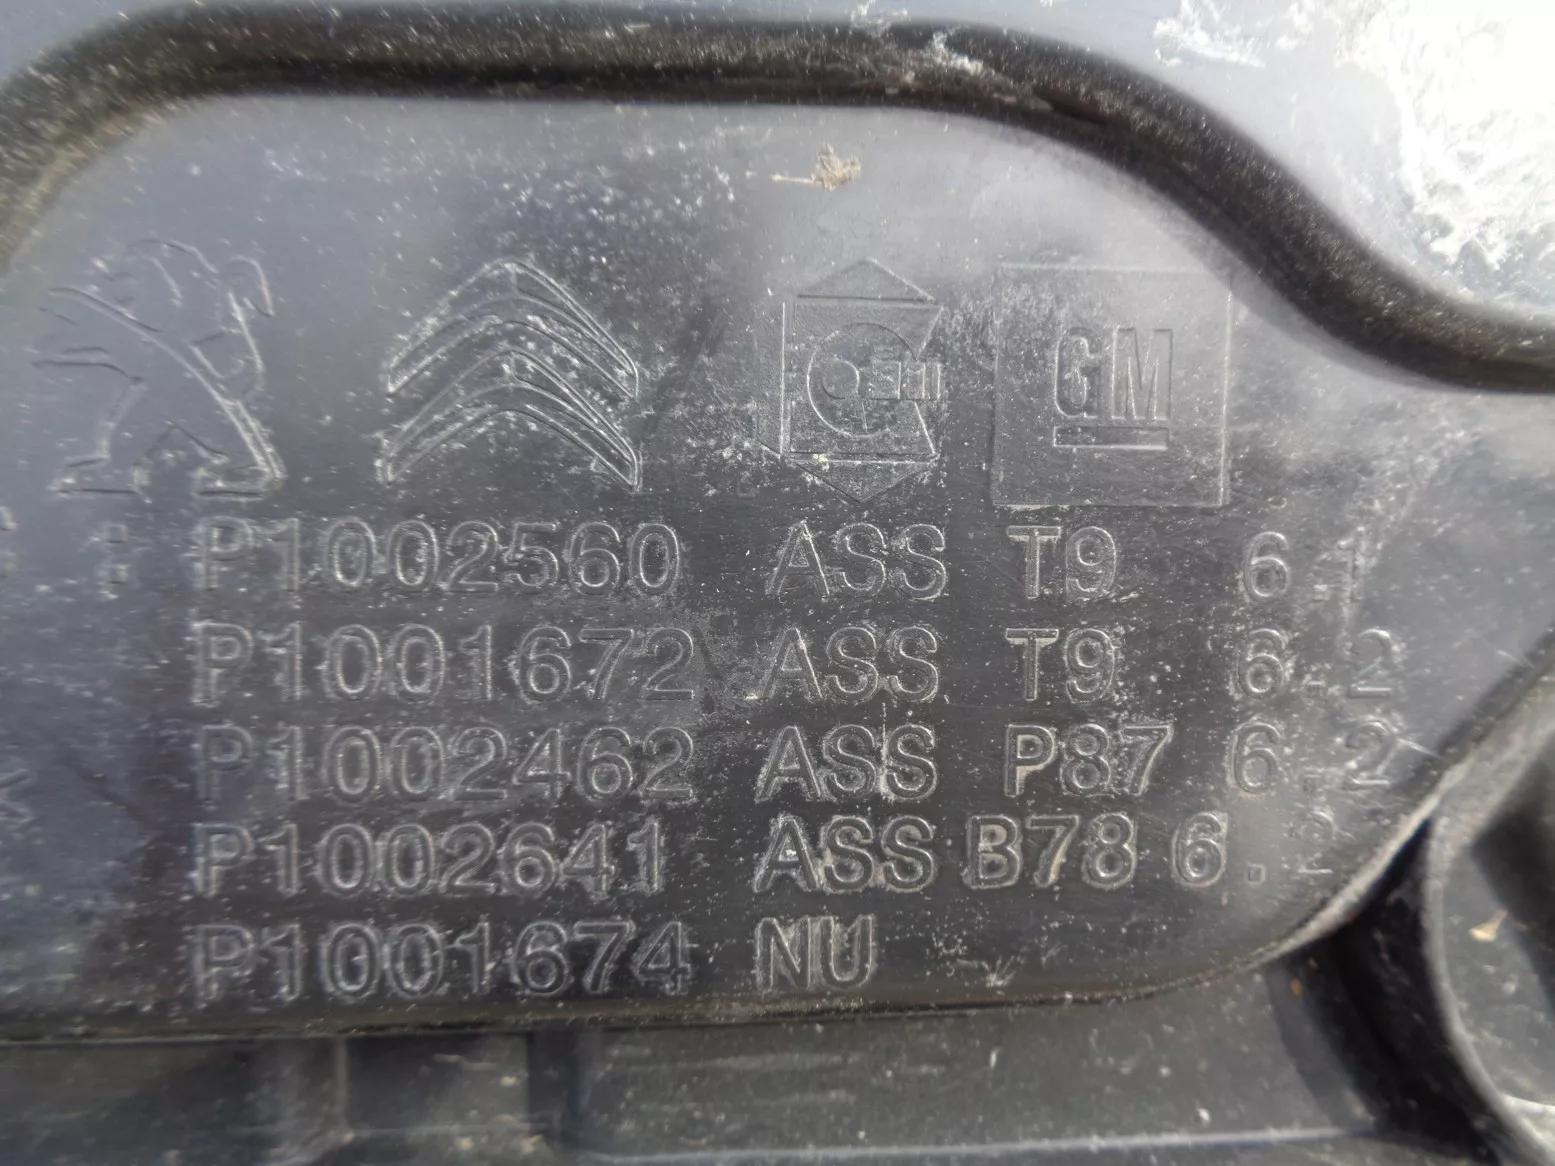 GM
P1002560 ASS T9 6.1
P1001672 ASS T9 6.2
P1002462 ASS P87 6.2
P1002641 ASS B78 6.2
P1001674 NU